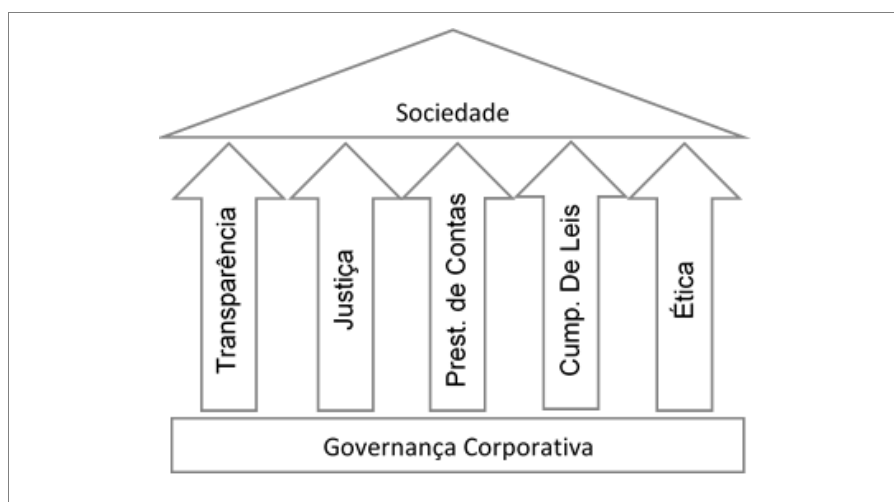 Sociedade
Transparência
Justiça
Prest. de Contas
Cump. De Leis
Ética
Governança Corporativa